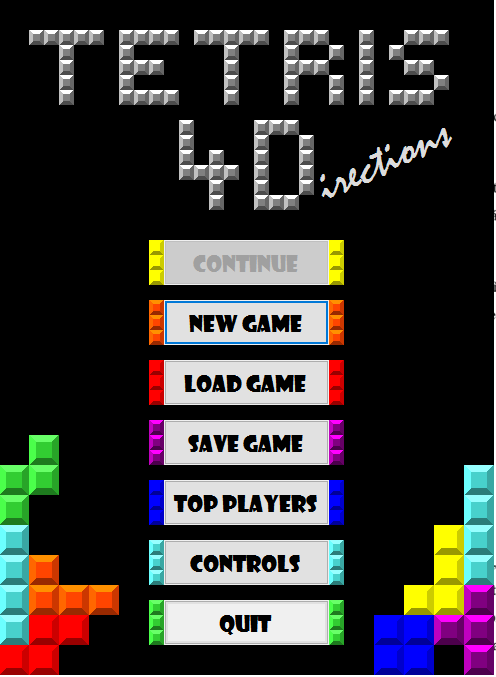 TETRIS
4Directions
CONTINUE
NEW GAME
LOAD GAME
SAVE GAME
TOP PLAYERS
CONTROLS
QUIT